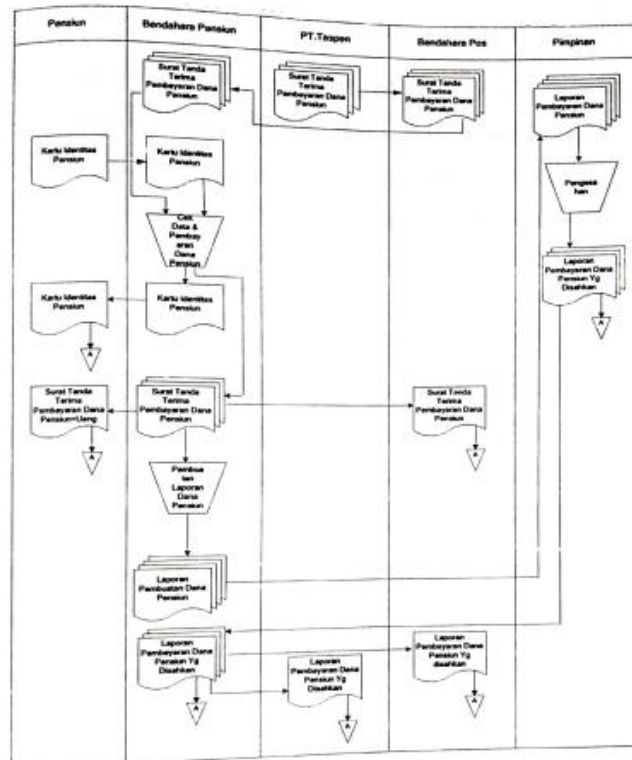 Pensiun
Bendahara Pensiun
PT.Taspen
Bendahara Pos
Pimpinan
Surat Tanda
Terima
Pembayaran Dana
Pensiun
Surat Tanda
Terima
Pembayaran Dana
Pensiun
Surat Tanda
Terima
Pembayaran Dana
Pensiun
Laporan
Pembayaran Dana
Pensiun
Kartu Identitas
Pensiun
Kartu Identitas
Pensiun
Pengesa
han
Cek
Data &
Pembay
aran
Dana
Pensiun
Laporan
Pembayaran Dana
Pensiun Yg
Disahkan
A
Kartu Identitas
Pensiun
A
Kartu Identitas
Pensiun
Surat Tanda
Terima
Pembayaran Dana
Pensiun+Uang
A
Surat Tanda
Terima
Pembayaran Dana
Pensiun
Surat Tanda
Terima
Pembayaran Dana
Pensiun
A
Pembua
tan
Laporan
Dana
Pensiun
Laporan
Pembuatan Dana
Pensiun
Laporan
Pembayaran Dana
Pensiun Yg
Disahkan
A
Laporan
Pembayaran Dana
Pensiun Yg
Disahkan
A
Laporan
Pembayaran Dana
Pensiun Yg
disahkan
A